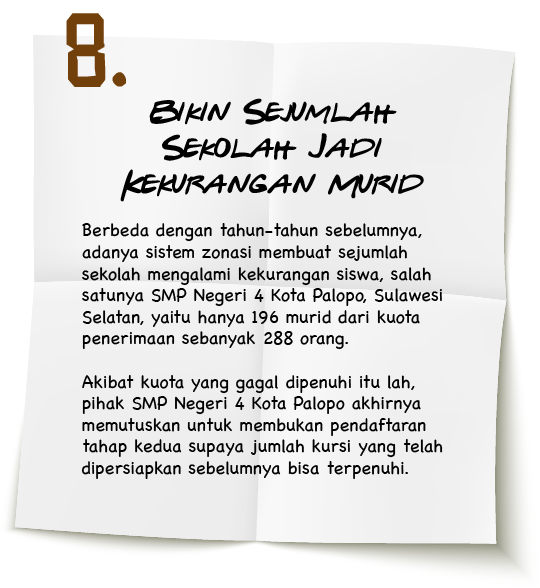 8.
BIKIN SEJUMLAH
SEKOLAH JADI
KEKURANGAN MURID
Berbeda dengan tahun-tahun sebelumnya,
adanya sistem zonasi membuat sejumlah
sekolah mengalami kekurangan siswa, salah
satunya SMP Negeri 4 Kota Palopo, Sulawesi
Selatan, yaitu hanya 196 murid dari kuota
penerimaan sebanyak 288 orang.
Akibat kuota yang gagal dipenuhi itu lah,
pihak SMP Negeri 4 Kota Palopo akhirnya
memutuskan untuk membukan pendaftaran
tahap kedua supaya jumlah kursi yang telah
dipersiapkan sebelumnya bisa terpenuhi.